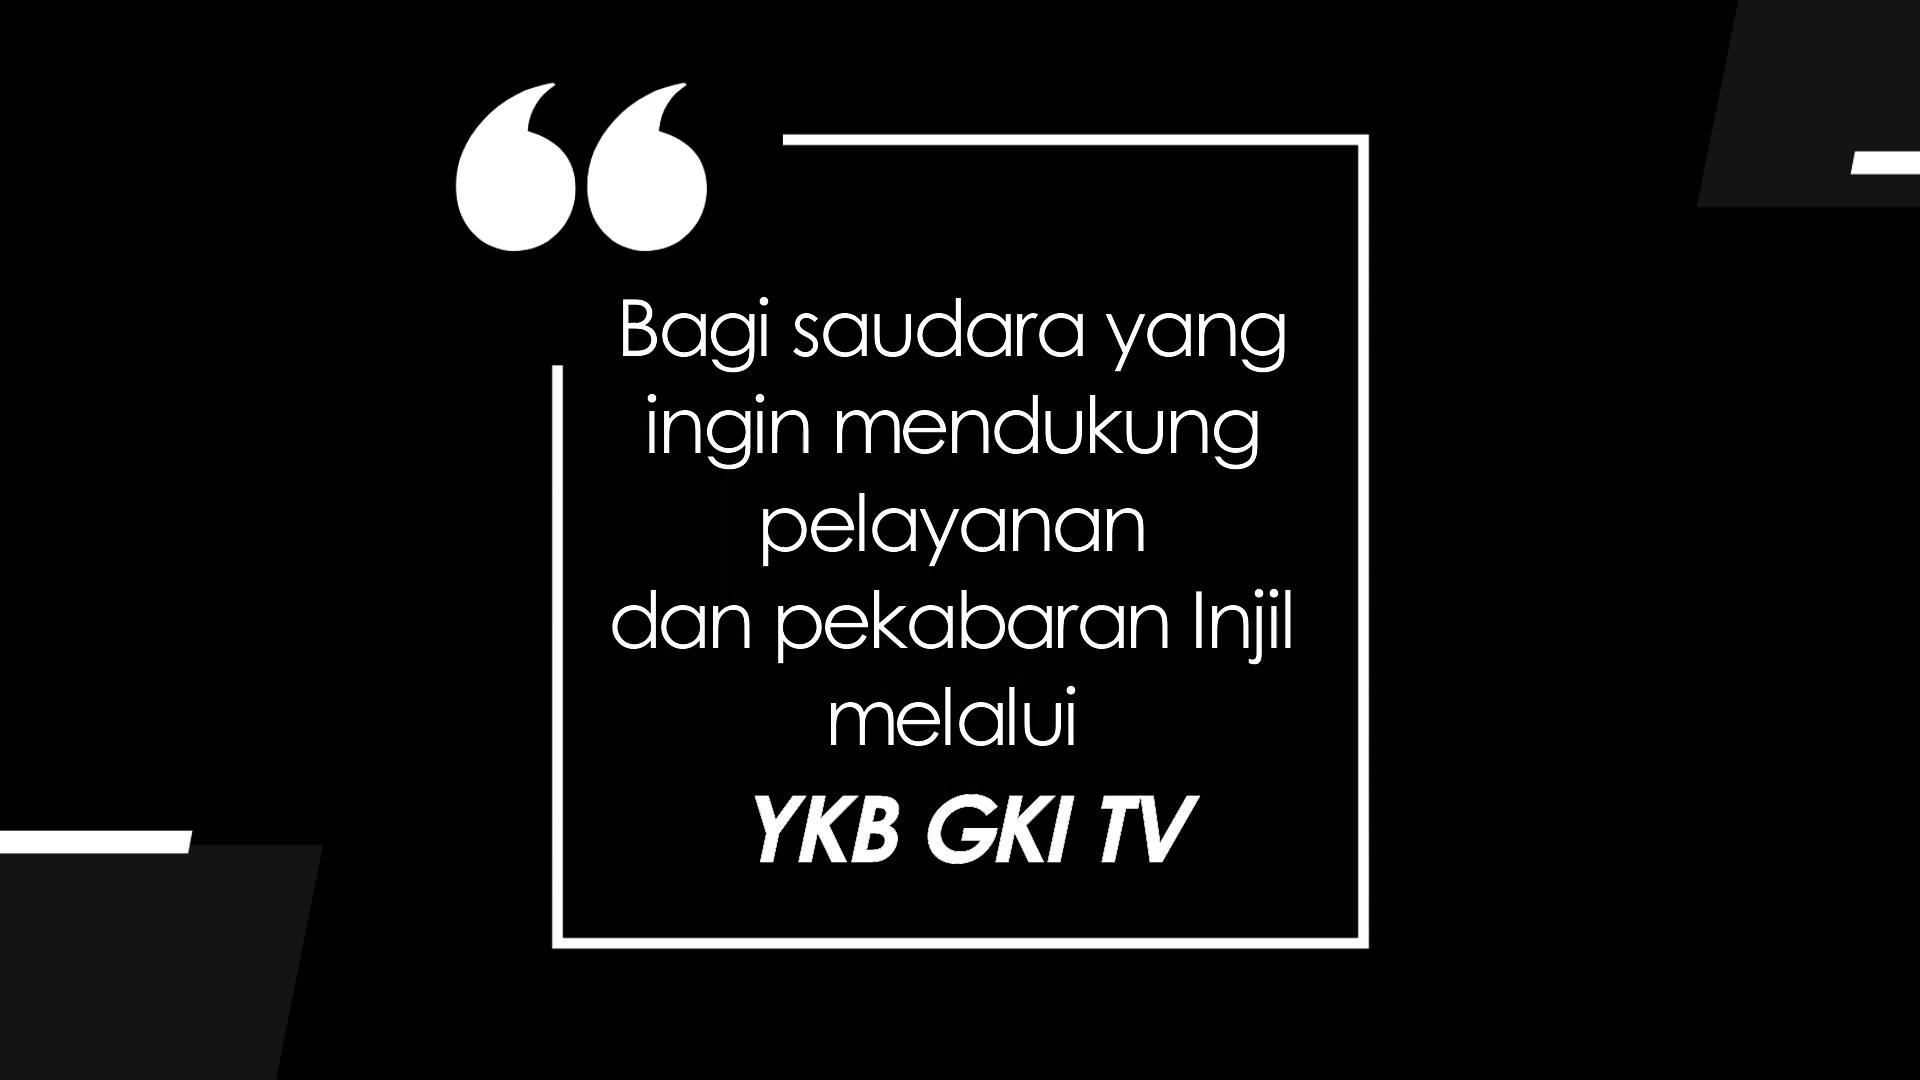 Bagi saudara yang
ingin mendukung
pelayanan
dan pekabaran Injil
melalui
YKB GKI TV